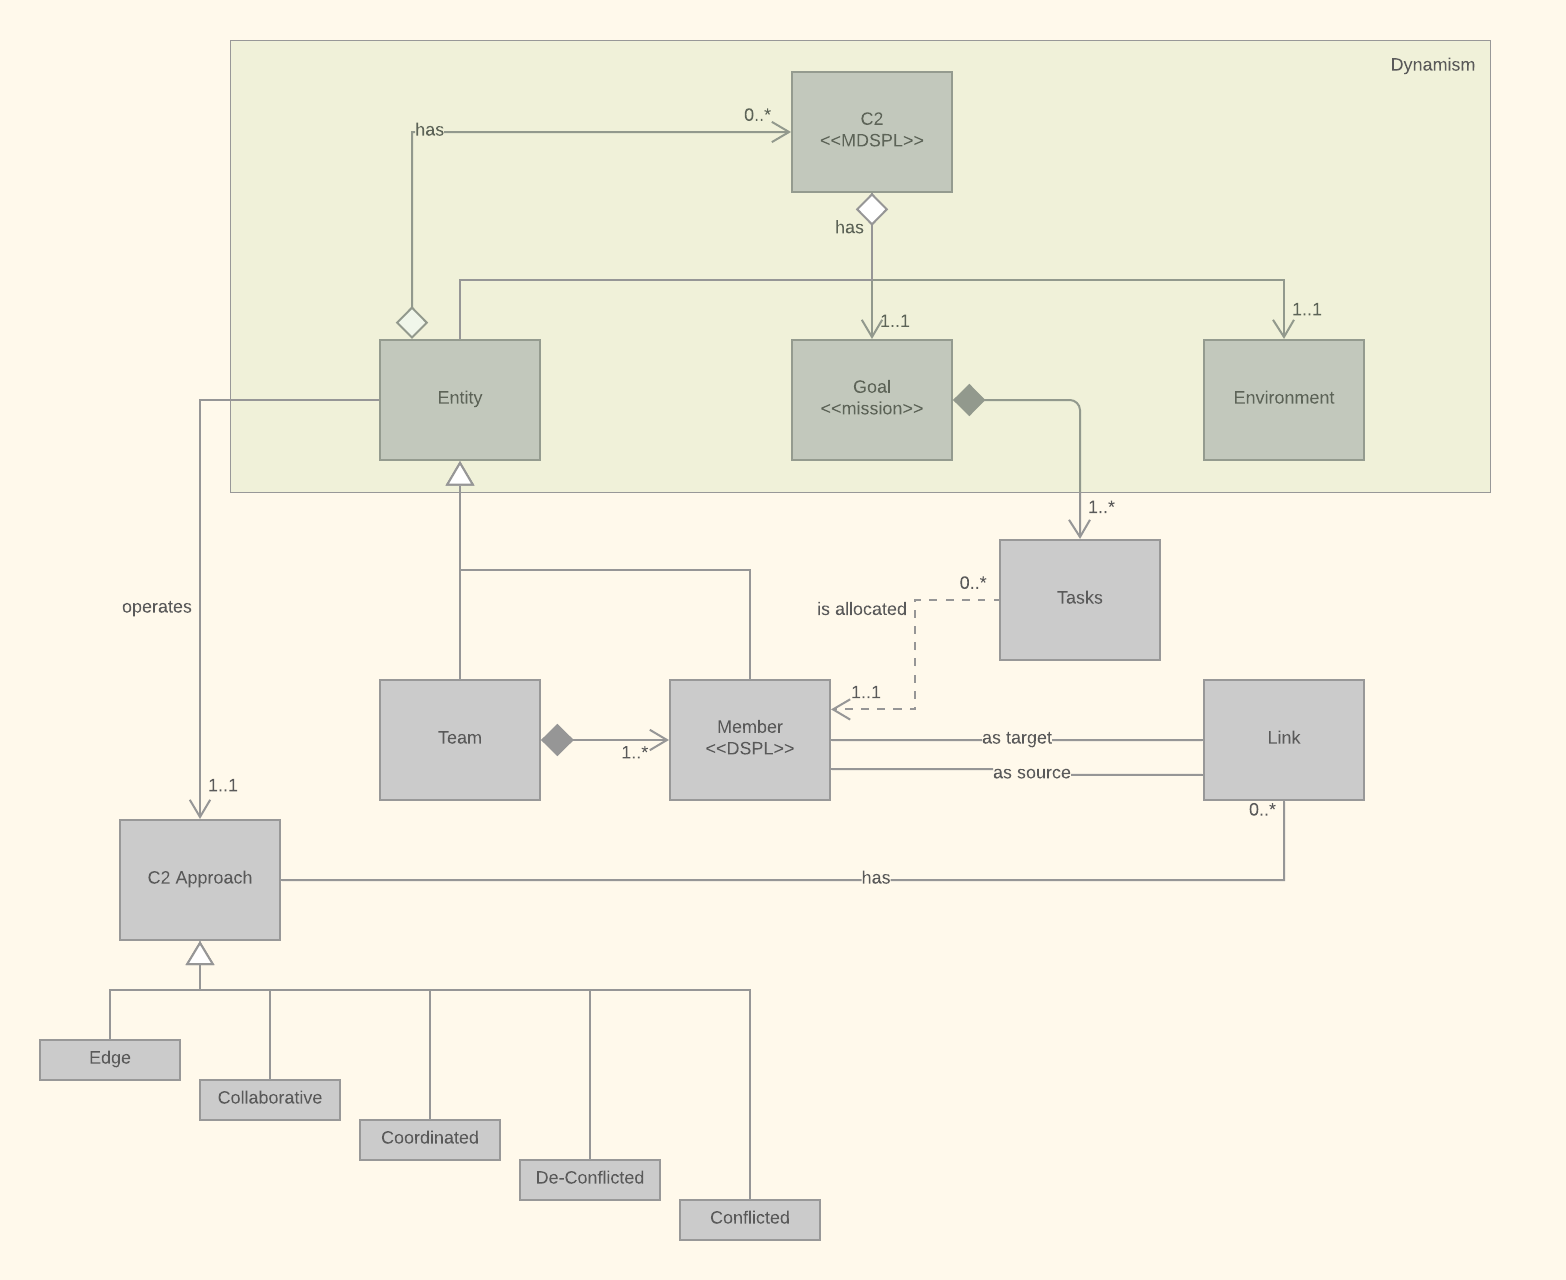 Dynamism
0..*
has
C2
<<MDSPL>>
has
1..1
1..1
Entity
Goal
<<mission>>
Environment
1..*
0..*
is allocated
Tasks
operates
1..1
Team
1..*
Member
<<DSPL>>
as target
as source
Link
0..*
1..1
C2 Approach
has
Edge
Collaborative
Coordinated
De-Conflicted
Conflicted